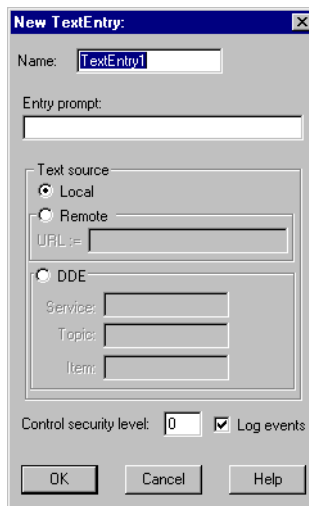 New TextEntry:
Name: TextEntry1
Entry prompt:
Text source
Local
Remote
URL :=
DDE
Service:
Topic:
Item:
Control security level: 0 Log events
OK Cancel Help